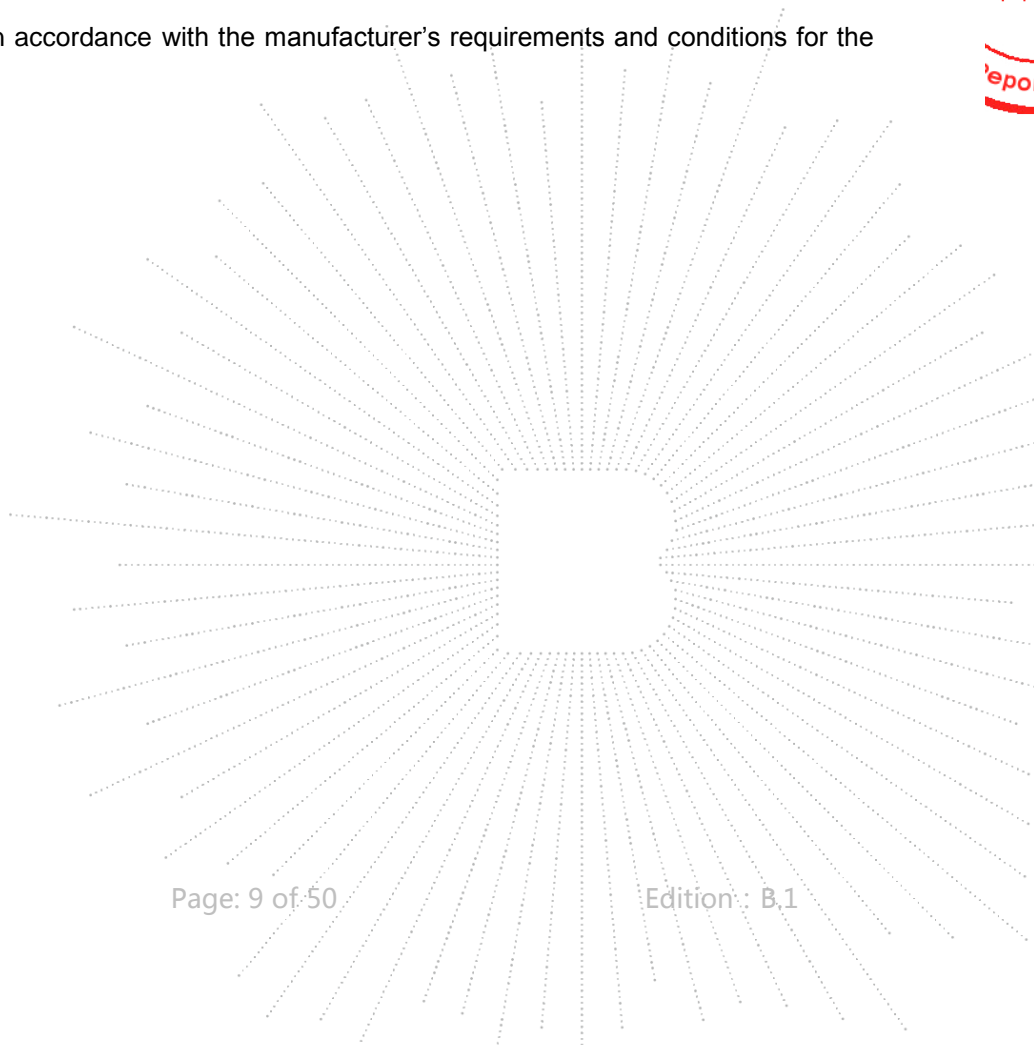 accordance with the manufacturer’s requirements and conditions for the
Page: 9 of 50 Edition : B.1